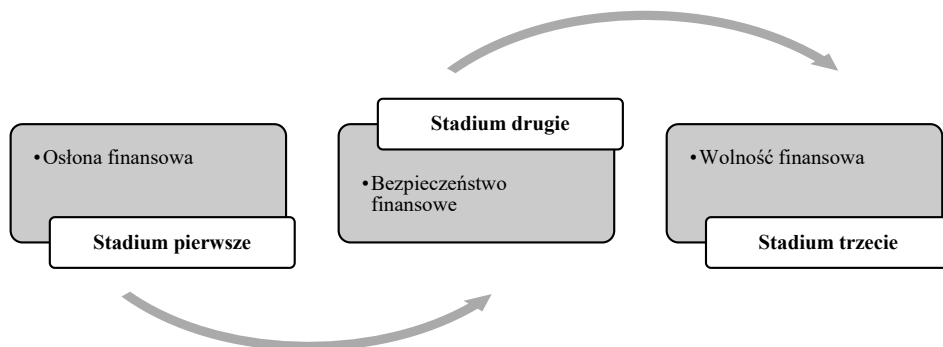 •Osłona finansowa
Stadium pierwsze
Stadium drugie
•Bezpieczeństwo
finansowe
•Wolność finansowa
Stadium trzecie